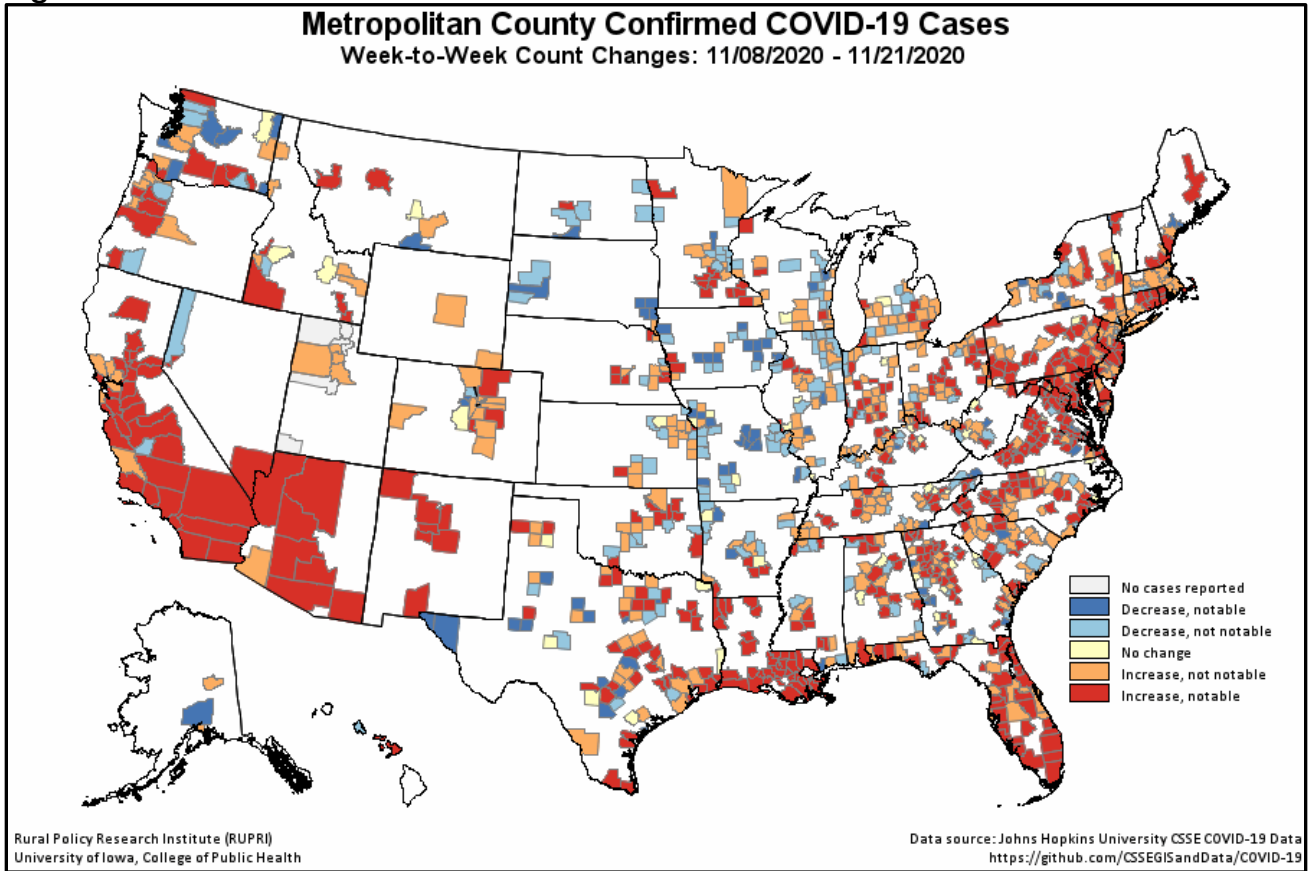 Metropolitan County Confirmed COVID-19 Cases
Week-to-Week Count Changes: 11/08/2020 - 11/21/2020
No cases reported
Decrease, notable
Decrease, not notable
No change
Increase, not notable
Increase, notable
Rural Policy Research Institute (RUPRI)
University of Iowa, College of Public Health
Data source: Johns Hopkins University CSSE COVID-19 Data
https://github.com/CSSEGISandData/COVID-19